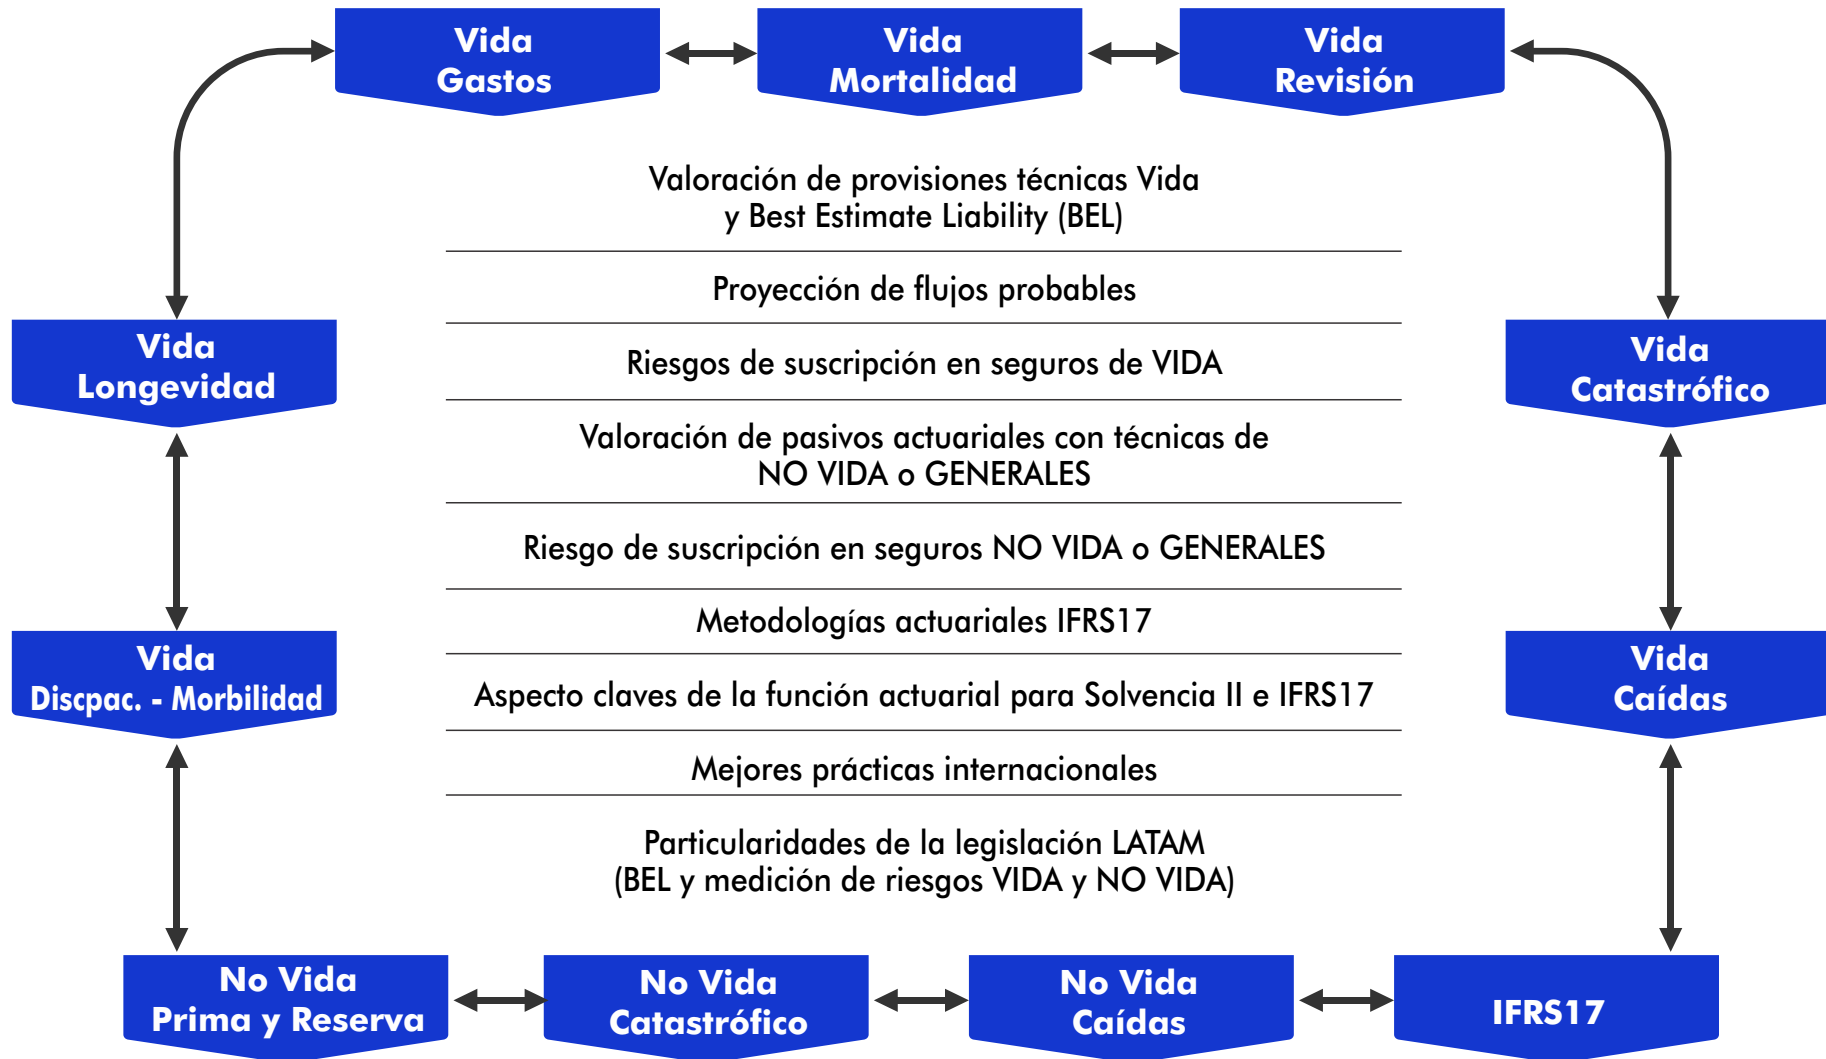 Vida
Gastos
Vida
Mortalidad
Vida
Revisión
Valoración de provisiones técnicas Vida
y Best Estimate Liability (BEL)
Proyección de flujos probables
Vida
Longevidad
Riesgos de suscripción en seguros de VIDA
Vida
Catastrófico
Valoración de pasivos actuariales con técnicas de
NO VIDA o GENERALES
Riesgo de suscripción en seguros NO VIDA o GENERALES
Metodologías actuariales IFRS17
Vida
Discpac. - Morbilidad
Aspecto claves de la función actuarial para Solvencia II e IFRS17
Vida
Caídas
Mejores prácticas internacionales
Particularidades de la legislación LATAM
(BEL y medición de riesgos VIDA y NO VIDA)
No Vida
Prima y Reserva
No Vida
Catastrófico
No Vida
Caídas
IFRS17